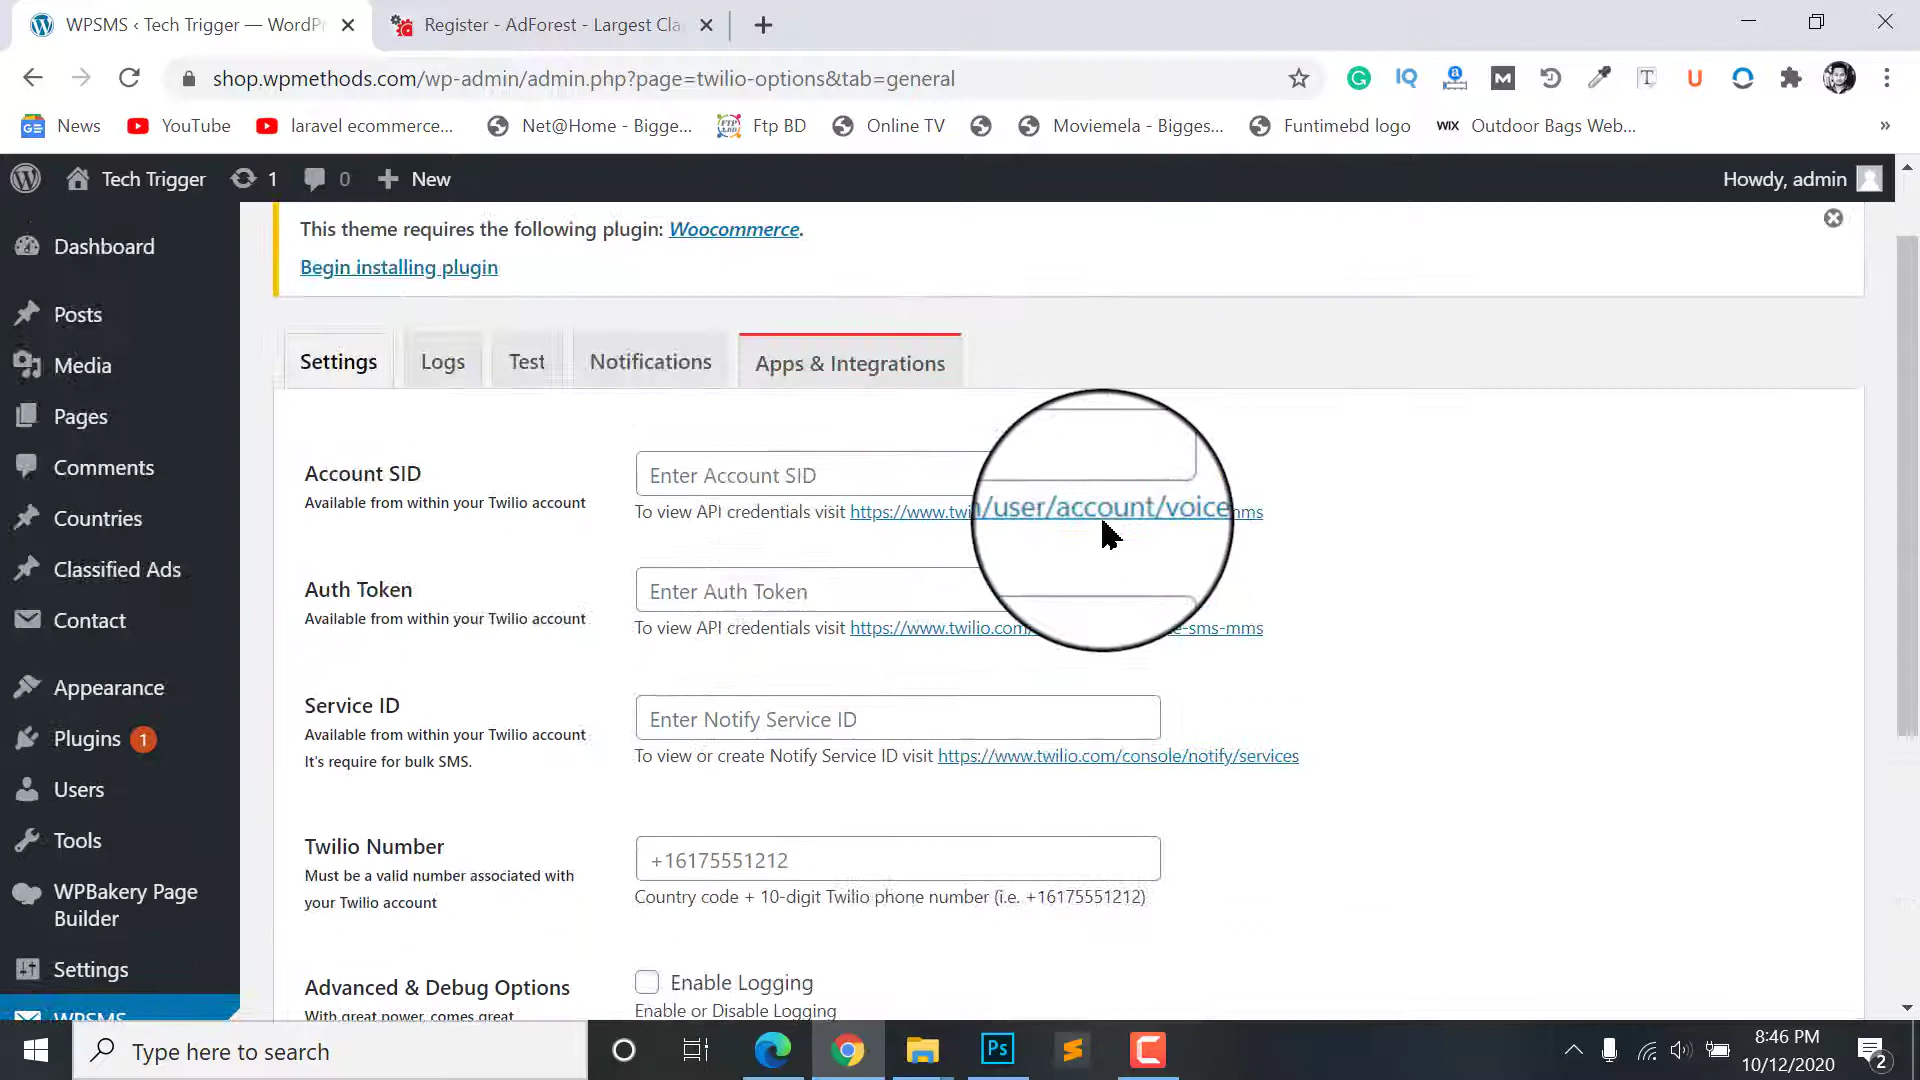 WPSMS ‹ Tech Trigger — WordPr
Register - AdForest - Largest Cla
shop.wpmethods.com/wp-admin/admin.php?page=twilio-options&tab=general
News
YouTube
laravel ecommerce...
Net@Home - Bigge...
Ftp BD
Online TV
Moviemela - Bigges...
Funtimebd logo
WIX Outdoor Bags Web...
Tech Trigger
1
0
New
Howdy, admin
Dashboard
Posts
Media
Pages
Comments
Countries
Classified Ads
Contact
Appearance
Plugins 1
Users
Tools
WPBakery Page
Builder
Settings
WPSMS
This theme requires the following plugin: Woocommerce.
Begin installing plugin
Settings
Logs
Test
Notifications
Apps & Integrations
Account SID
Available from within your Twilio account
Enter Account SID
To view API credentials visit https://www.twi /user/account/voice ms
Auth Token
Available from within your Twilio account
Enter Auth Token
To view API credentials visit https://www.twilio.com e-sms-mms
Service ID
Available from within your Twilio account
It's require for bulk SMS.
Enter Notify Service ID
To view or create Notify Service ID visit https://www.twilio.com/console/notify/services
Twilio Number
Must be a valid number associated with
your Twilio account
+16175551212
Country code + 10-digit Twilio phone number (i.e. +16175551212)
Advanced & Debug Options
With great power, comes great
Enable Logging
Enable or Disable Logging
Type here to search
Ps
8:46 PM
10/12/2020
2